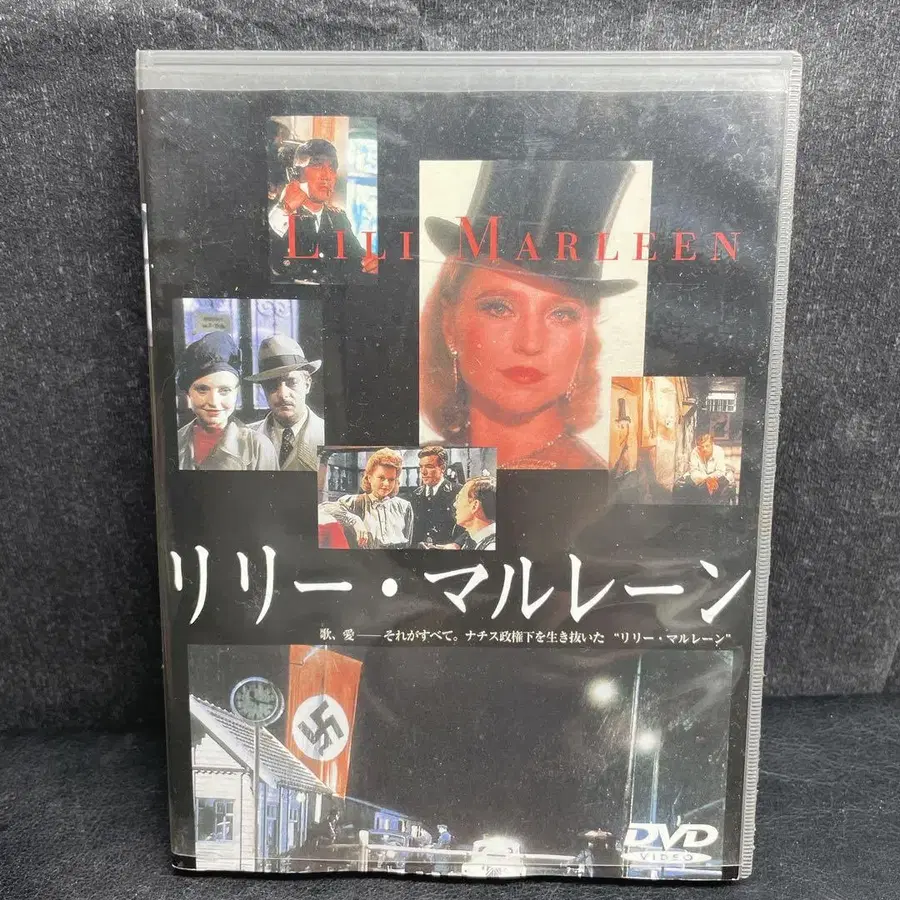 LILI MARLEEN
リリー・マルレーン
歌、愛——それがすべて。ナチス政権下を生き抜いた“リリー・マルレーン”
DVD
VIDEO